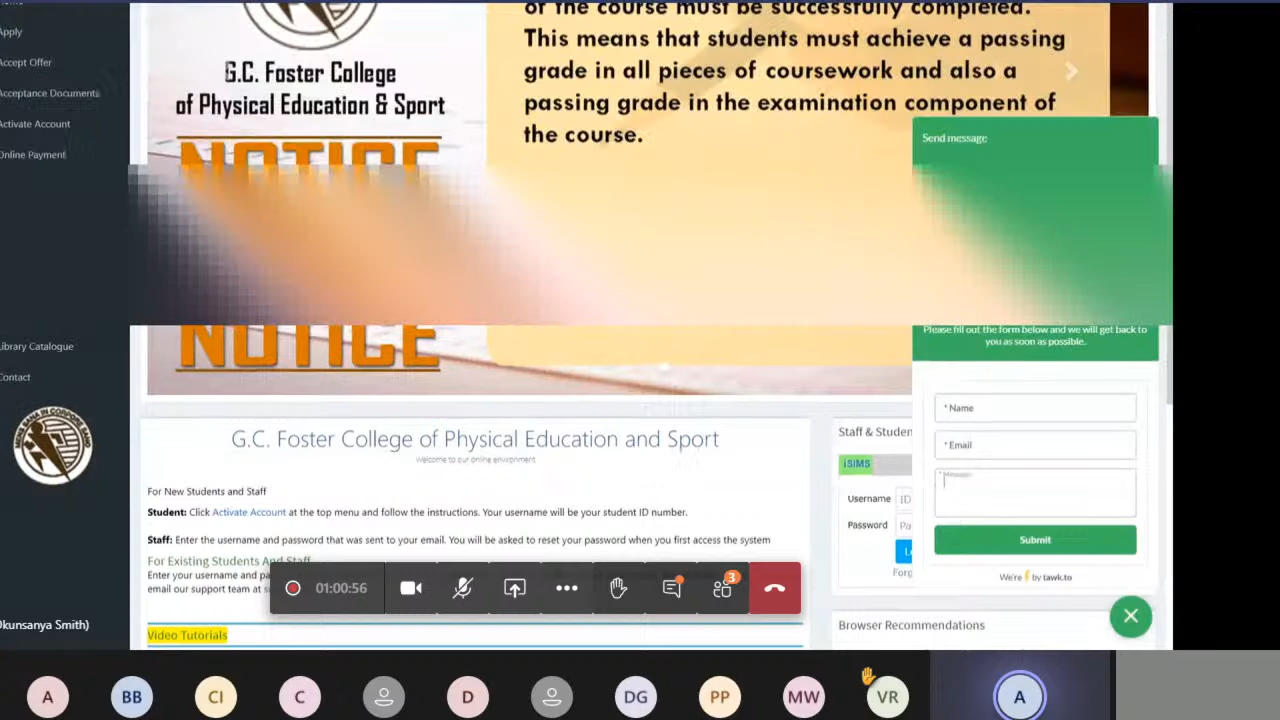 Apply
Accept Offer
Acceptance Documents
Activate Account
Online Payment
Library Catalogue
Contact
Okunsanya Smith)
G.C. Foster College
of Physical Education & Sport
NOTICE
NOTICE
of the course must be successfully completed.
This means that students must achieve a passing
grade in all pieces of coursework and also a
passing grade in the examination component of
the course.
Send message
Please fill out the form below and we will get back to
you as soon as possible.
* Name
* Email
* Message
Submit
We're by tawk.to
G.C. Foster College of Physical Education and Sport
Welcome to our online environment
For New Students and Staff
Student: Click Activate Account at the top menu and follow the instructions. Your username will be your student ID number.
Staff: Enter the username and password that was sent to your email. You will be asked to reset your password when you first access the system
For Existing Students And Staff
Enter your username and pa
email our support team at s
Video Tutorials
Staff & Studen
iSIMS
Username ID
Password Pa
Forg
Browser Recommendations
01:00:56
3
A BB CI C D DG PP MW VR A